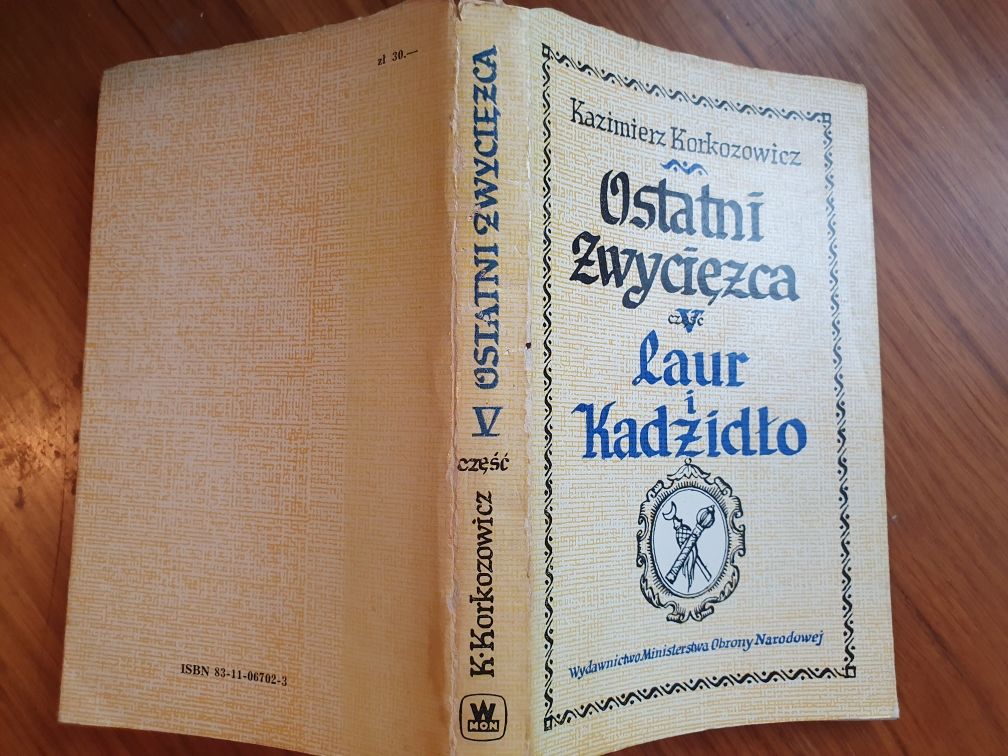 zł 30.—
ISBN 83-11-06702-3
K. Korkozowicz
część
V
OSTATNI ZWYCIĘZCA
W
MON
Kazimierz Korkozowicz
Ostatni
Zwycięzca
część
V
Laur
i
Kadzidło
Wydawnictwo Ministerstwa Obrony Narodowej